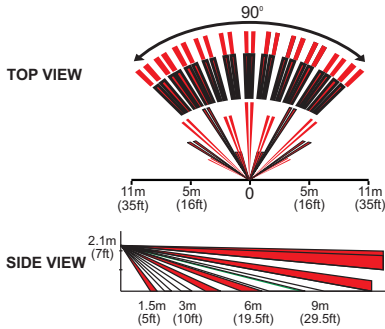 90°
TOP VIEW
11m 5m 0 5m 11m
(35ft) (16ft) (16ft) (35ft)
2.1m
(7ft)
SIDE VIEW
1.5m 3m 6m 9m
(5ft) (10ft) (19.5ft) (29.5ft)